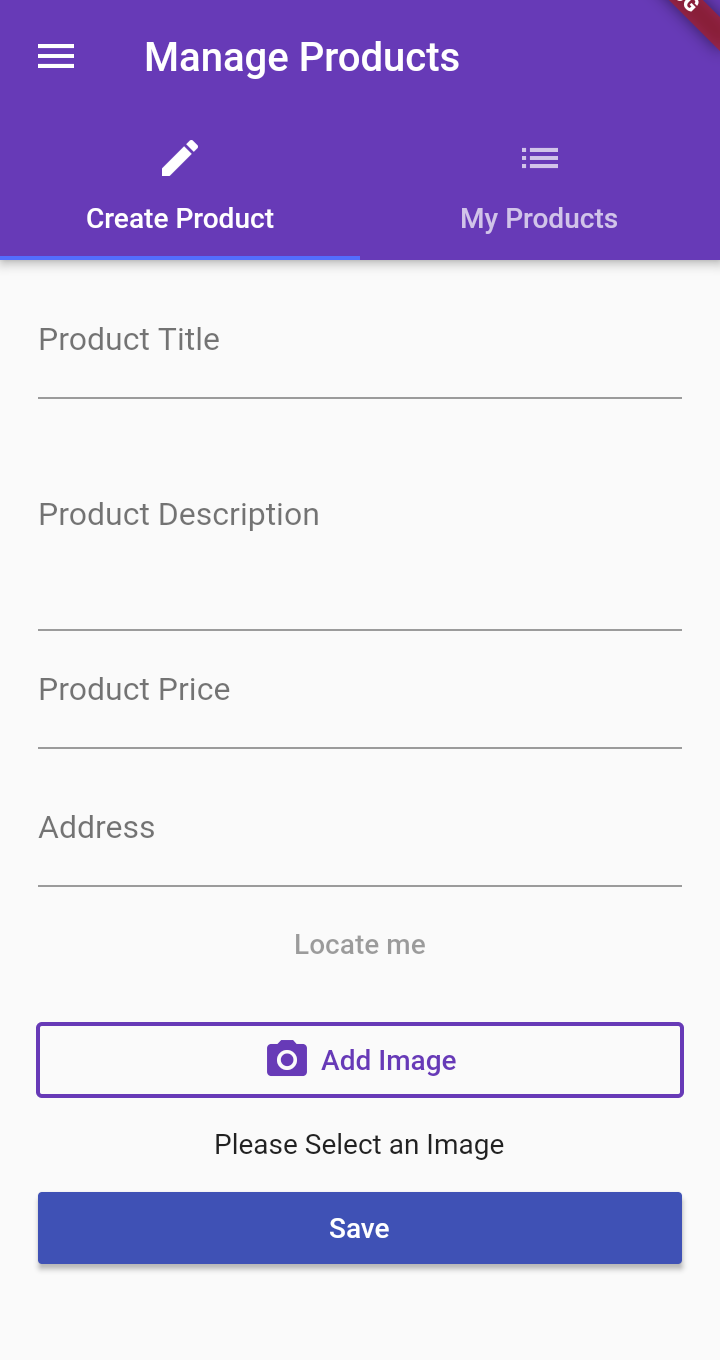 Manage Products
Create Product
My Products
Product Title
Product Description
Product Price
Address
Locate me
Add Image
Please Select an Image
Save